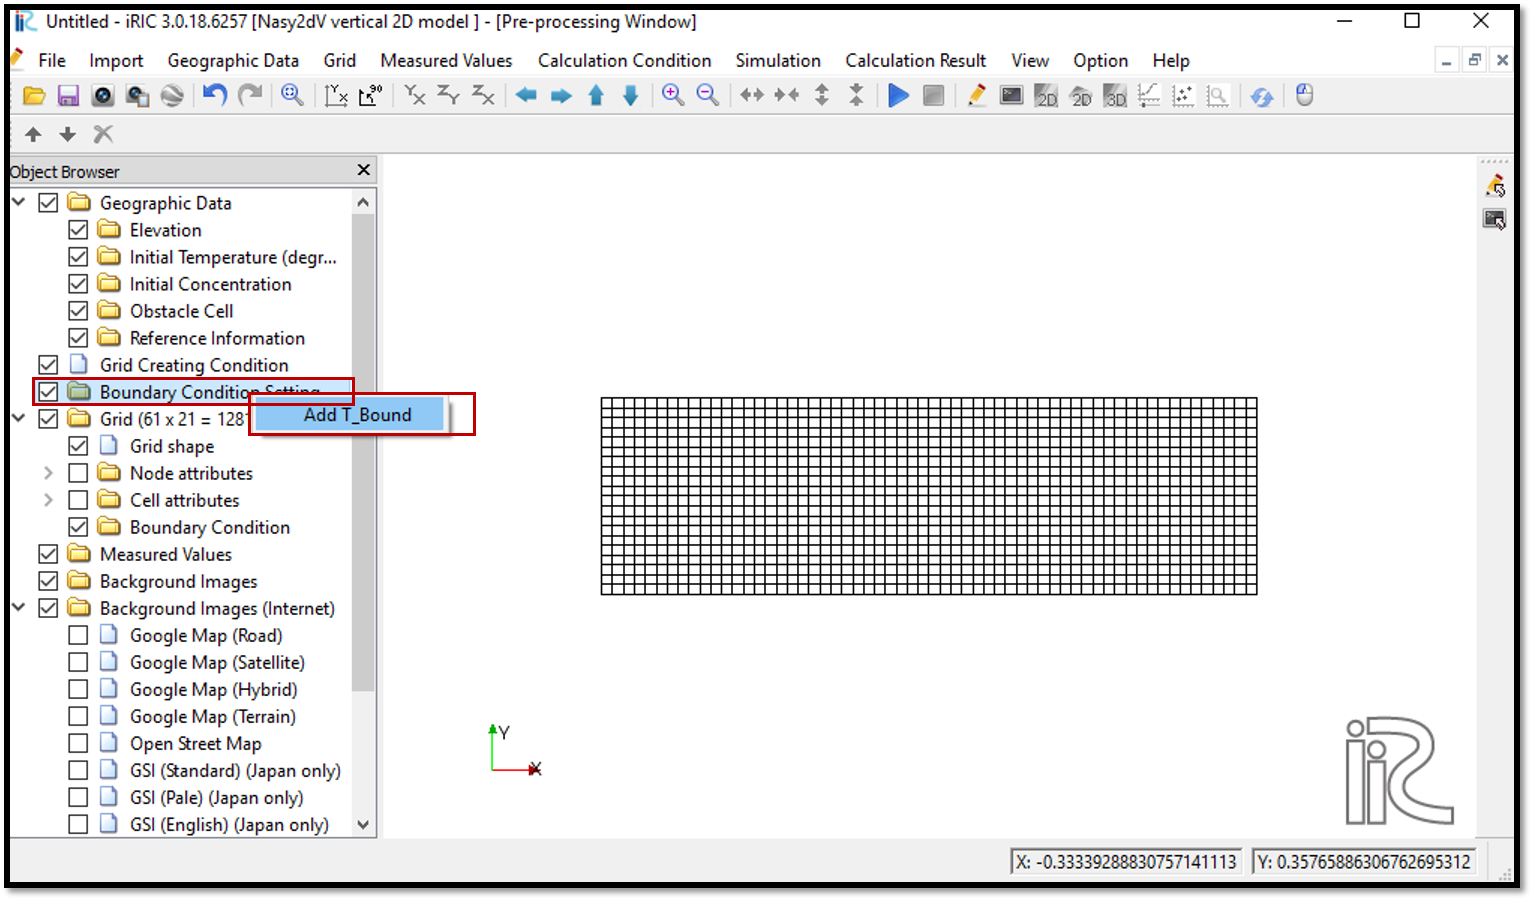 Untitled - iRIC 3.0.18.6257 [Nasy2dV vertical 2D model ] - [Pre-processing Window]
File Import Geographic Data Grid Measured Values Calculation Condition Simulation Calculation Result View Option Help
Object Browser
Geographic Data
Elevation
Initial Temperature (degr...
Initial Concentration
Obstacle Cell
Reference Information
Grid Creating Condition
Boundary Condition Setting
Add T_Bound
Grid (61 x 21 = 128
Grid shape
Node attributes
Cell attributes
Boundary Condition
Measured Values
Background Images
Background Images (Internet)
Google Map (Road)
Google Map (Satellite)
Google Map (Hybrid)
Google Map (Terrain)
Open Street Map
GSI (Standard) (Japan only)
GSI (Pale) (Japan only)
GSI (English) (Japan only)
Y
X
iRIC
X: -0.33392888307571411133 Y: 0.35765886306762695312